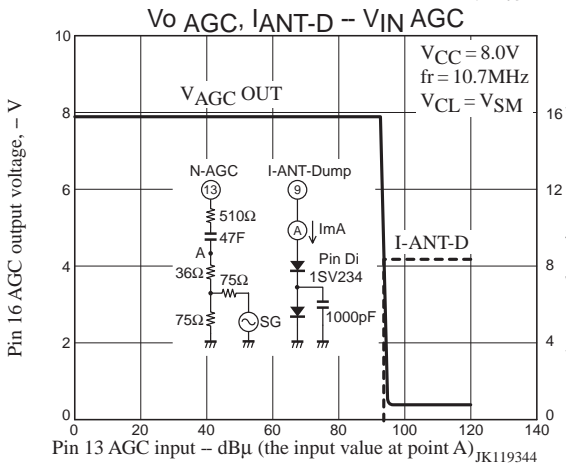 Vo AGC, IANT-D -- VIN AGC
10
8
6
4
2
0
Pin 16 AGC output voltage, – V
VCC = 8.0V
fr = 10.7MHz
VCL = VSM
VAGC OUT
N-AGC
13
510Ω
47F
A
36Ω
75Ω
75Ω
SG
I-ANT-Dump
9
A
ImA
Pin Di
1SV234
1000pF
I-ANT-D
16
12
8
4
0
0
20
40
60
80
100
120
140
Pin 13 AGC input -- dBμ (the input value at point A)
JK119344